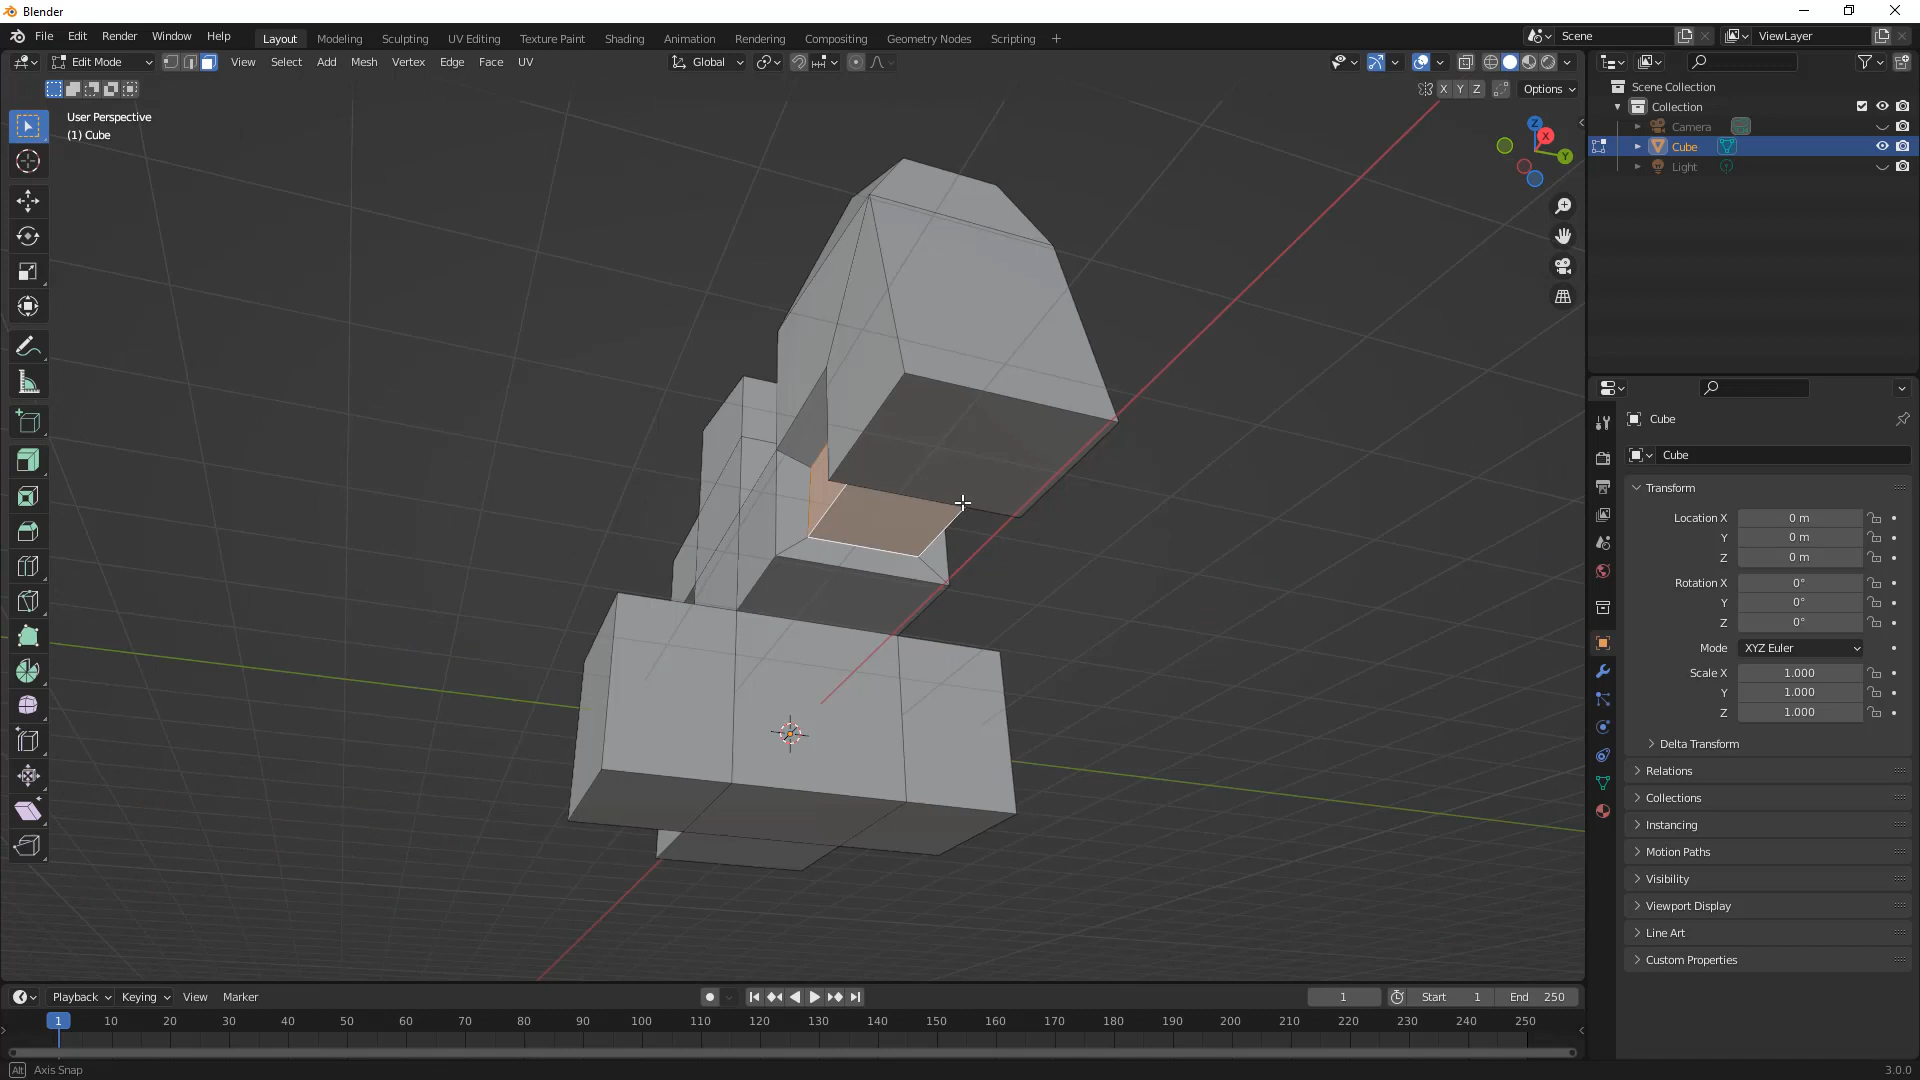 Blender
File Edit Render Window Help
Layout Modeling Sculpting UV Editing Texture Paint Shading Animation Rendering Compositing Geometry Nodes Scripting +
Scene
ViewLayer
Edit Mode View Select Add Mesh Vertex Edge Face UV
Global
X Y Z Options
User Perspective
(1) Cube
Z X Y
Scene Collection
Collection
Camera
Cube
Light
Cube
Cube
Transform
Location X 0 m
Y 0 m
Z 0 m
Rotation X 0°
Y 0°
Z 0°
Mode XYZ Euler
Scale X 1.000
Y 1.000
Z 1.000
Delta Transform
Relations
Collections
Instancing
Motion Paths
Visibility
Viewport Display
Line Art
Custom Properties
Playback Keying View Marker
1 Start 1 End 250
1 10 20 30 40 50 60 70 80 90 100 110 120 130 140 150 160 170 180 190 200 210 220 230 240 250
Alt Axis Snap
3.0.0